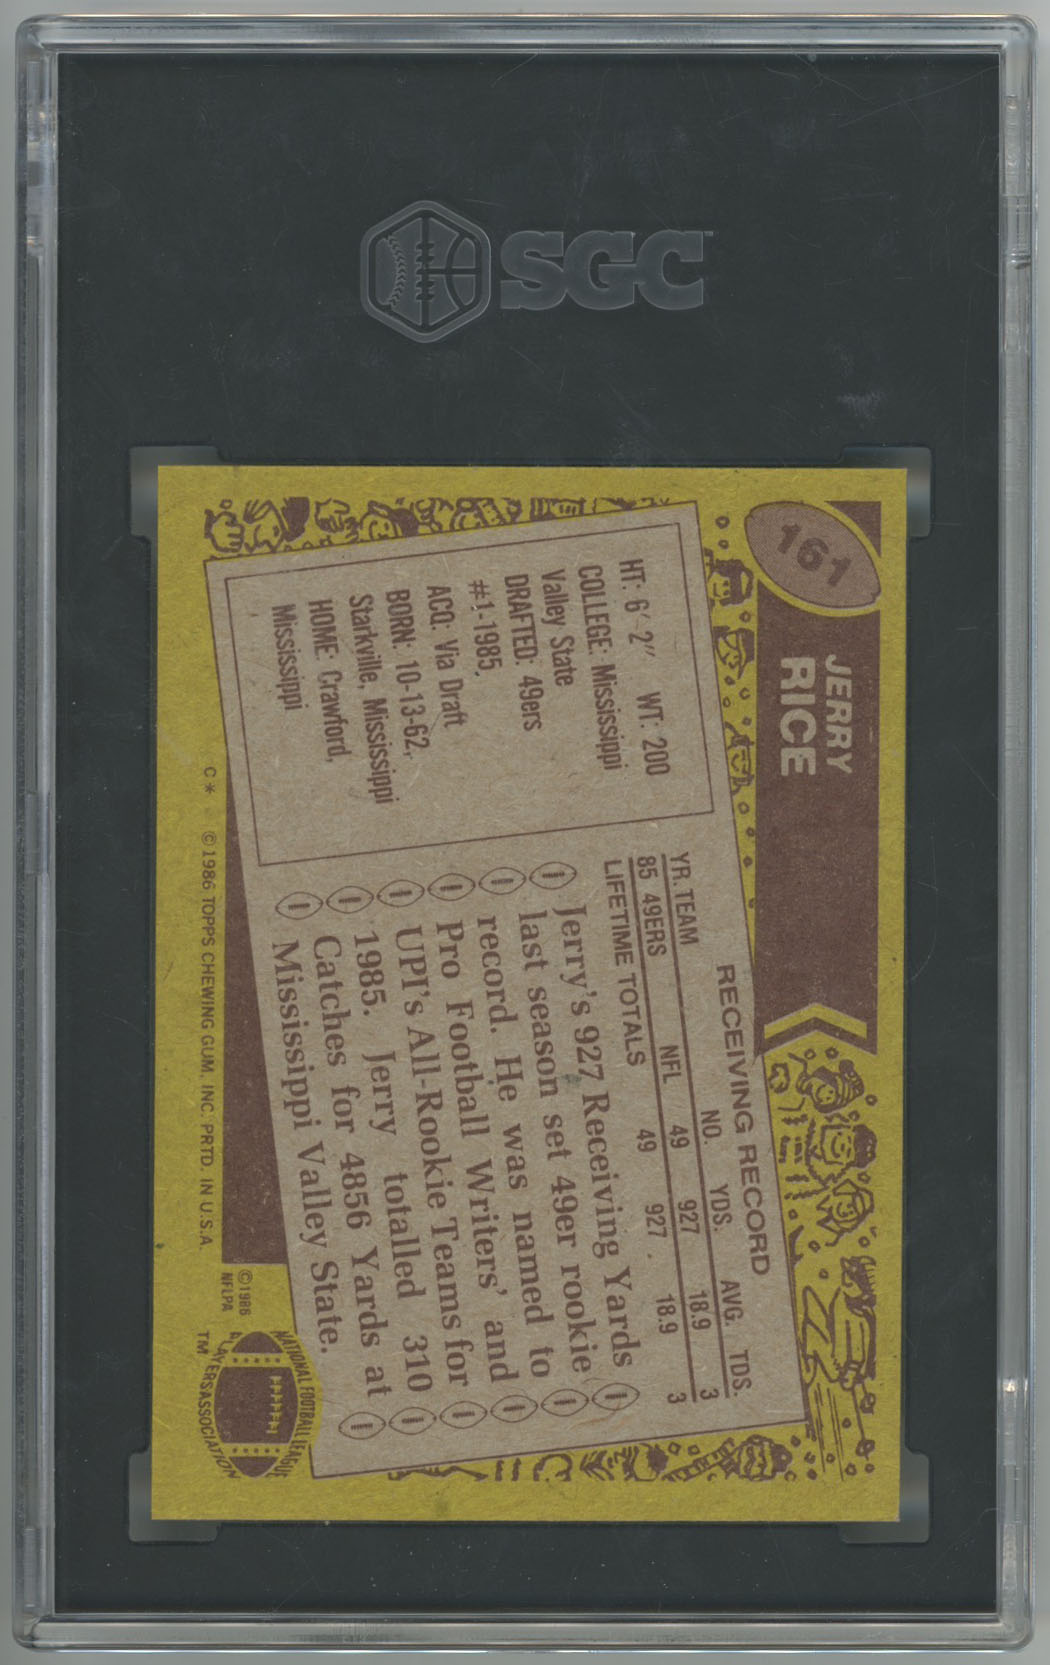 SGC
161
JERRY
RICE
HT: 6' 2" WT: 200
COLLEGE: Mississippi
Valley State
DRAFTED: 49ers
#1-1985.
ACQ: Via Draft
BORN: 10-13-62,
Starkville, Mississippi
HOME: Crawford,
Mississippi
RECEIVING RECORD
YR. TEAM NFL NO. YDS. AVG. TDS.
85 49ERS 49 927 18.9 3
LIFETIME TOTALS 49 927 18.9 3
Jerry's 927 Receiving Yards
last season set 49er rookie
record. He was named to
Pro Football Writers' and
UPI's All-Rookie Teams for
1985. Jerry totalled 310
Catches for 4856 Yards at
Mississippi Valley State.
C* ©1986 TOPPS CHEWING GUM, INC. PRTD. IN U.S.A.
©1986
NFLPA
NATIONAL FOOTBALL LEAGUE
PLAYERS ASSOCIATION
TM